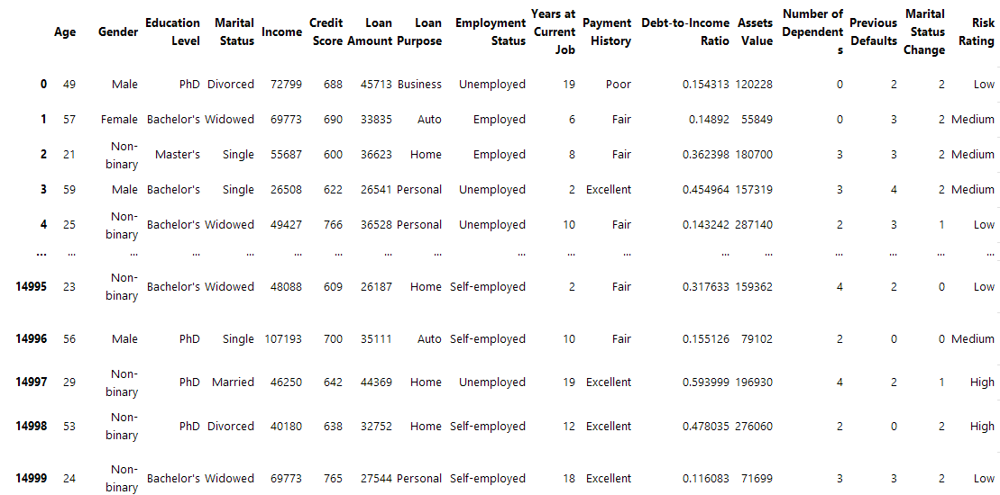 Age Gender Education Level Marital Status Income Credit Score Loan Amount Loan Purpose Employment Status Years at Current Job Payment History Debt-to-Income Ratio Assets Value Number of Dependent s Previous Defaults Marital Status Change Risk Rating
0 49 Male PhD Divorced 72799 688 45713 Business Unemployed 19 Poor 0.154313 120228 0 2 2 Low
1 57 Female Bachelor's Widowed 69773 690 33835 Auto Employed 6 Fair 0.14892 55849 0 3 2 Medium
2 21 Non-binary Master's Single 55687 600 36623 Home Employed 8 Fair 0.362398 180700 3 3 2 Medium
3 59 Male Bachelor's Single 26508 622 26541 Personal Unemployed 2 Excellent 0.454964 157319 3 4 2 Medium
4 25 Non-binary Bachelor's Widowed 49427 766 36528 Personal Unemployed 10 Fair 0.143242 287140 2 3 1 Low
... ... ... ... ... ... ... ... ... ... ... ... ... ... ... ... ... ...
14995 23 Non-binary Bachelor's Widowed 48088 609 26187 Home Self-employed 2 Fair 0.317633 159362 4 2 0 Low
14996 56 Male PhD Single 107193 700 35111 Auto Self-employed 10 Fair 0.155126 79102 2 0 0 Medium
14997 29 Non-binary PhD Married 46250 642 44369 Home Unemployed 19 Excellent 0.593999 196930 4 2 1 High
14998 53 Non-binary PhD Divorced 40180 638 32752 Home Self-employed 12 Excellent 0.478035 276060 2 0 2 High
14999 24 Non-binary Bachelor's Widowed 69773 765 27544 Personal Self-employed 18 Excellent 0.116083 71699 3 3 2 Low